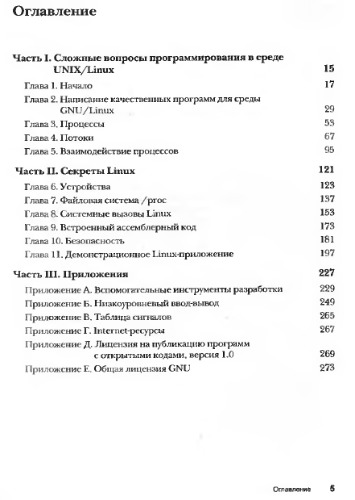 Оглавление
Часть I. Сложные вопросы программирования в среде
UNIX/Linux 15
Глава 1. Начало 17
Глава 2. Написание качественных программ для среды
GNU/Linux 29
Глава 3. Процессы 53
Глава 4. Потоки 67
Глава 5. Взаимодействие процессов 95
Часть II. Секреты Linux 121
Глава 6. Устройства 123
Глава 7. Файловая система /proc 137
Глава 8. Системные вызовы Linux 153
Глава 9. Встроенный ассемблерный код 173
Глава 10. Безопасность 181
Глава 11. Демонстрационное Linux-приложение 197
Часть III. Приложения 227
Приложение А. Вспомогательные инструменты разработки 229
Приложение Б. Низкоуровневый ввод-вывод 249
Приложение В. Таблица сигналов 265
Приложение Г. Internet-ресурсы 267
Приложение Д. Лицензия на публикацию программ
с открытыми кодами, версия 1.0 269
Приложение Е. Общая лицензия GNU 273
Оглавление 5